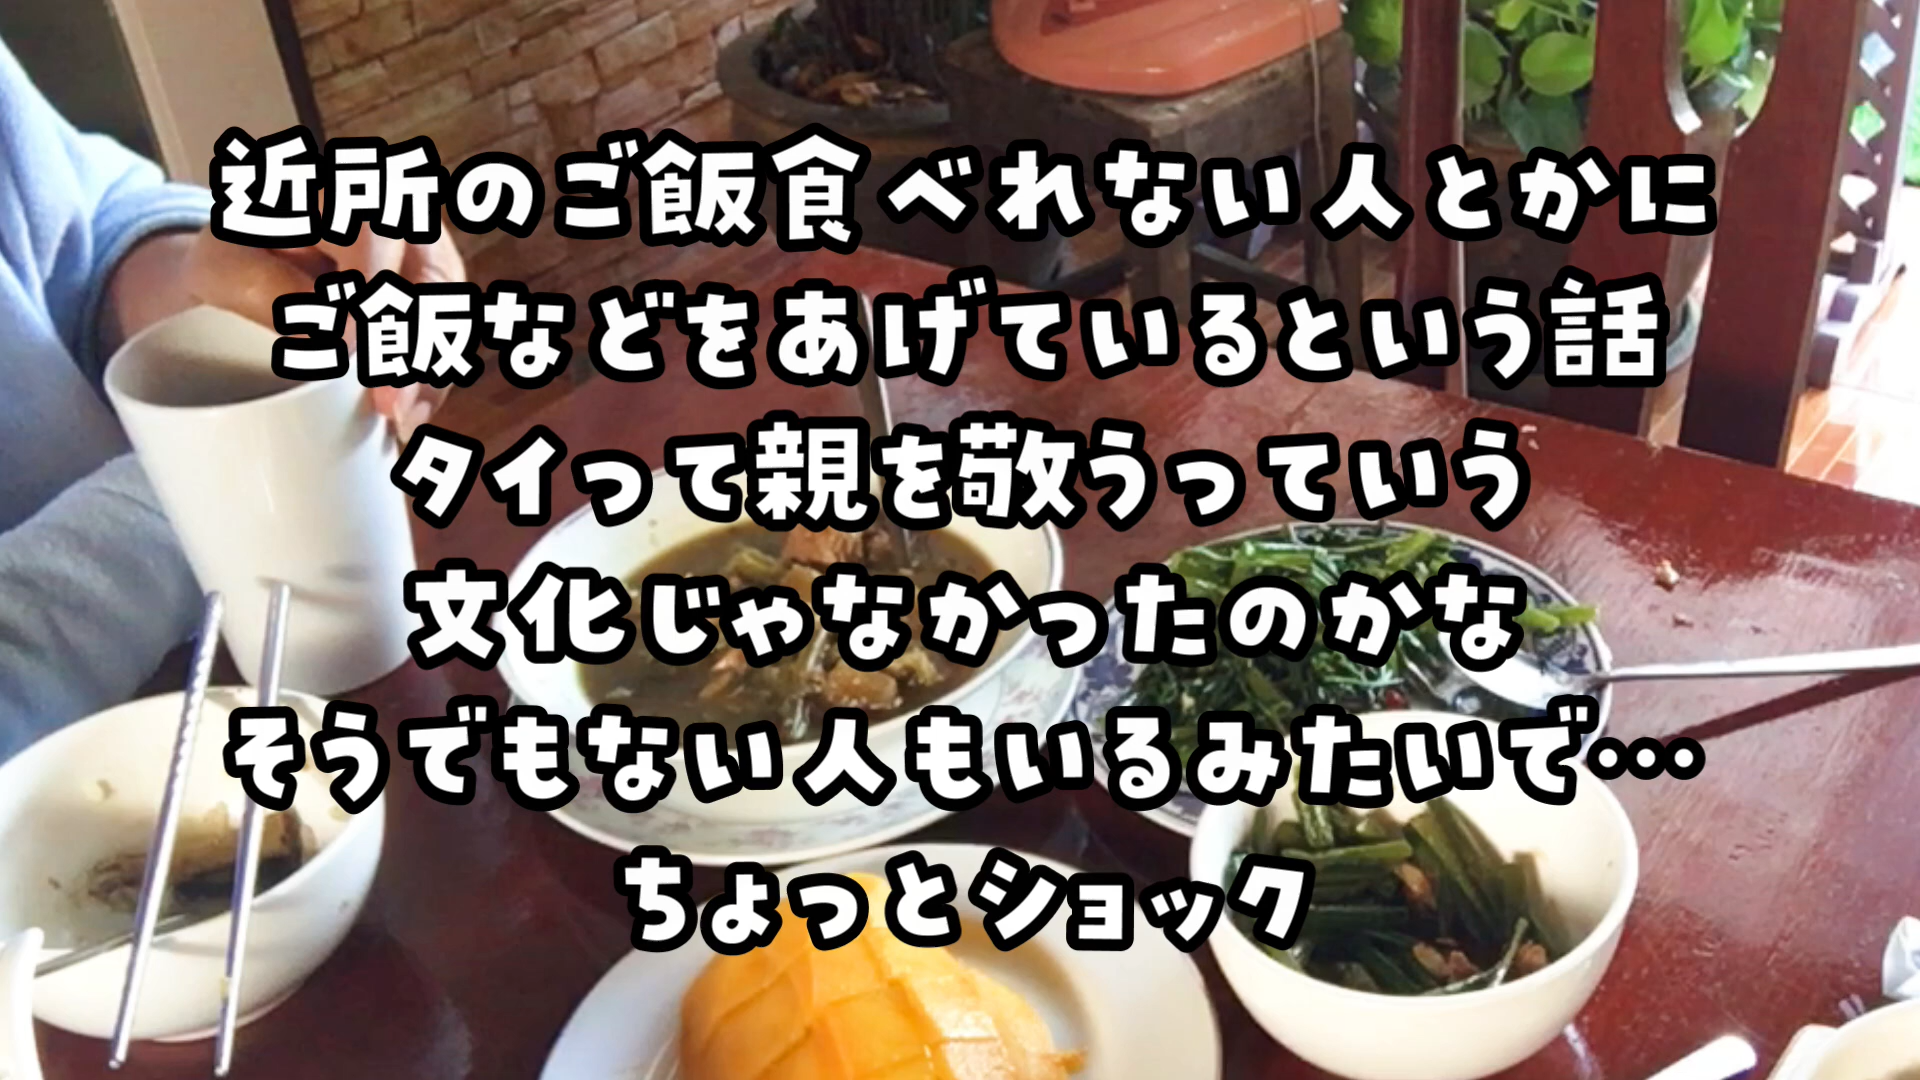 近所のご飯食べれない人とかに
ご飯などをあげているという話
タイって親を敬うっていう
文化じゃなかったのかな
そうでもない人もいるみたいで…
ちょっとショック